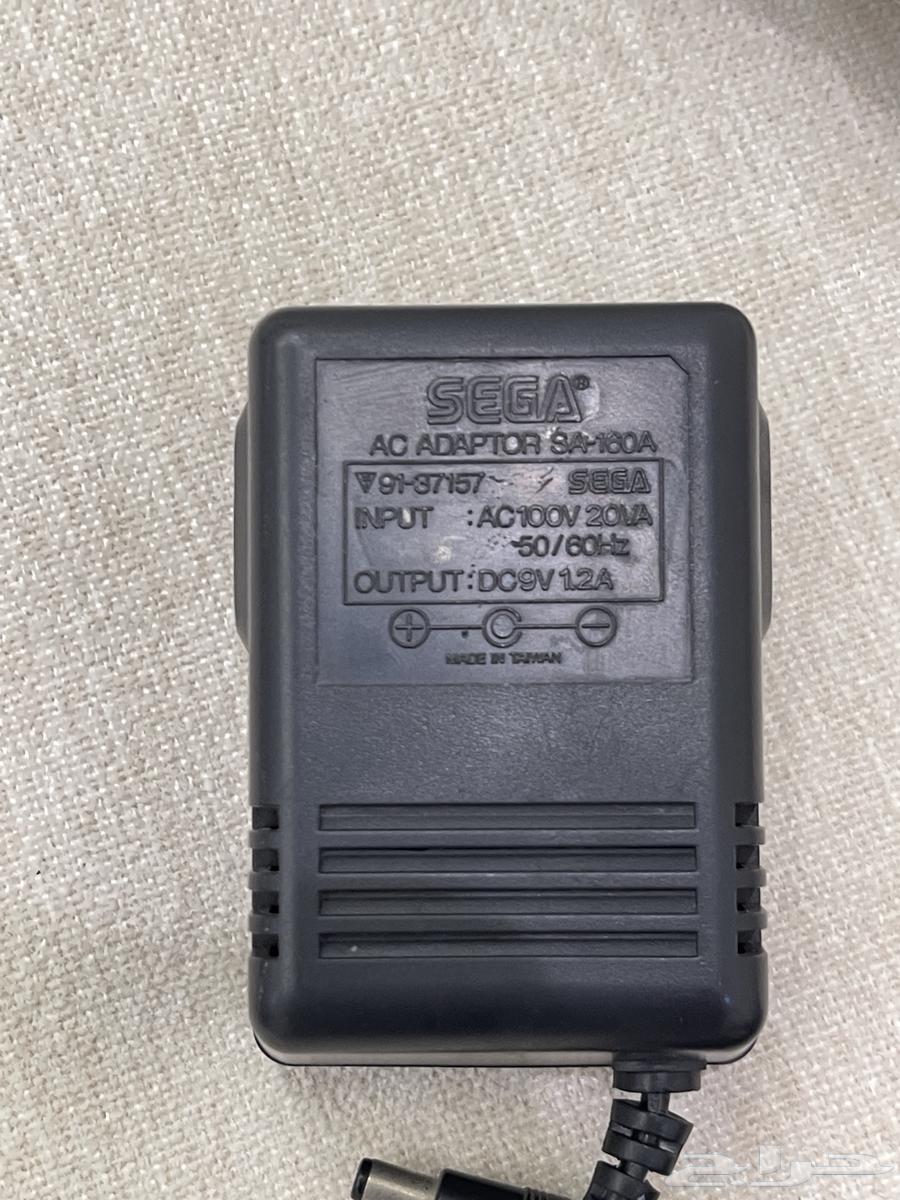 SEGA®
AC ADAPTOR SA-160A
▽91-37157 SEGA
INPUT :AC100V 20VA
50/60Hz
OUTPUT:DC9V 1.2A
MADE IN TAIWAN
حراج